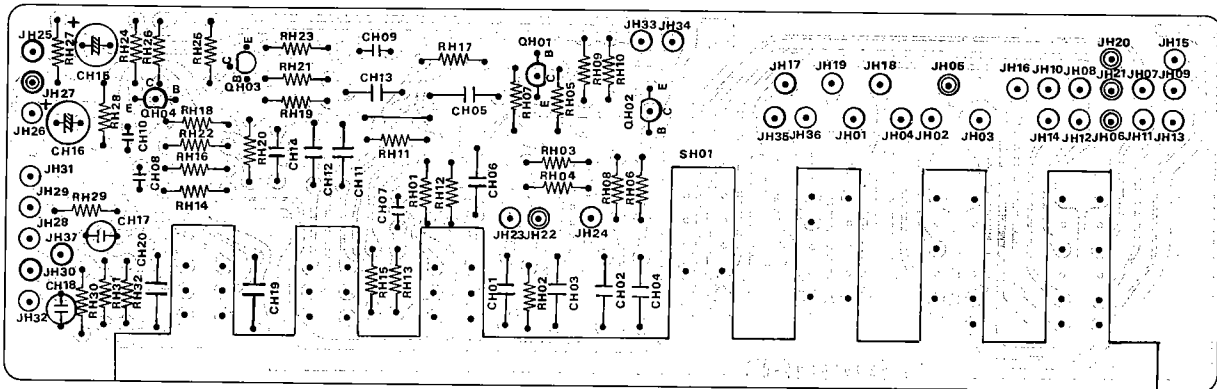 JH25
RH27
+
CH15
RH24
RH26
RH25
C
E
B
QH03
RH23
RH21
RH19
CH09
CH13
RH17
CH05
QH01
B
C
E
RH07
RH05
RH09
RH10
JH33
JH34
QH02
E
C
B
JH17
JH19
JH18
JH05
JH16
JH10
JH08
JH20
JH21
JH07
JH15
JH09
JH27
JH26
+
CH16
RH28
C
E
B
QH04
CH10
RH18
RH22
RH16
RH14
CH08
RH20
CH14
CH12
CH11
RH11
RH01
RH12
CH06
CH07
RH03
RH04
RH08
RH06
SH01
JH35
JH36
JH01
JH04
JH02
JH03
JH14
JH12
JH06
JH11
JH13
JH31
JH29
RH29
JH28
CH17
JH37
JH30
CH18
JH32
RH30
RH31
RH32
CH20
CH19
RH15
RH13
JH23
JH22
JH24
CH01
RH02
CH03
CH02
CH04